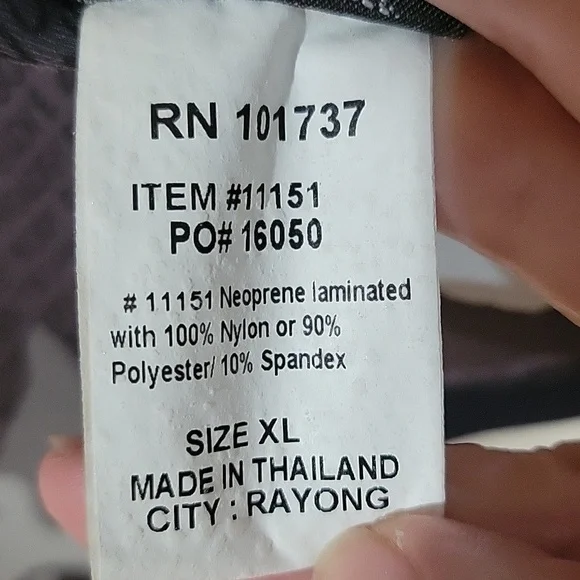 RN 101737
ITEM #11151
PO# 16050
# 11151 Neoprene laminated
with 100% Nylon or 90%
Polyester/ 10% Spandex
SIZE XL
MADE IN THAILAND
CITY : RAYONG